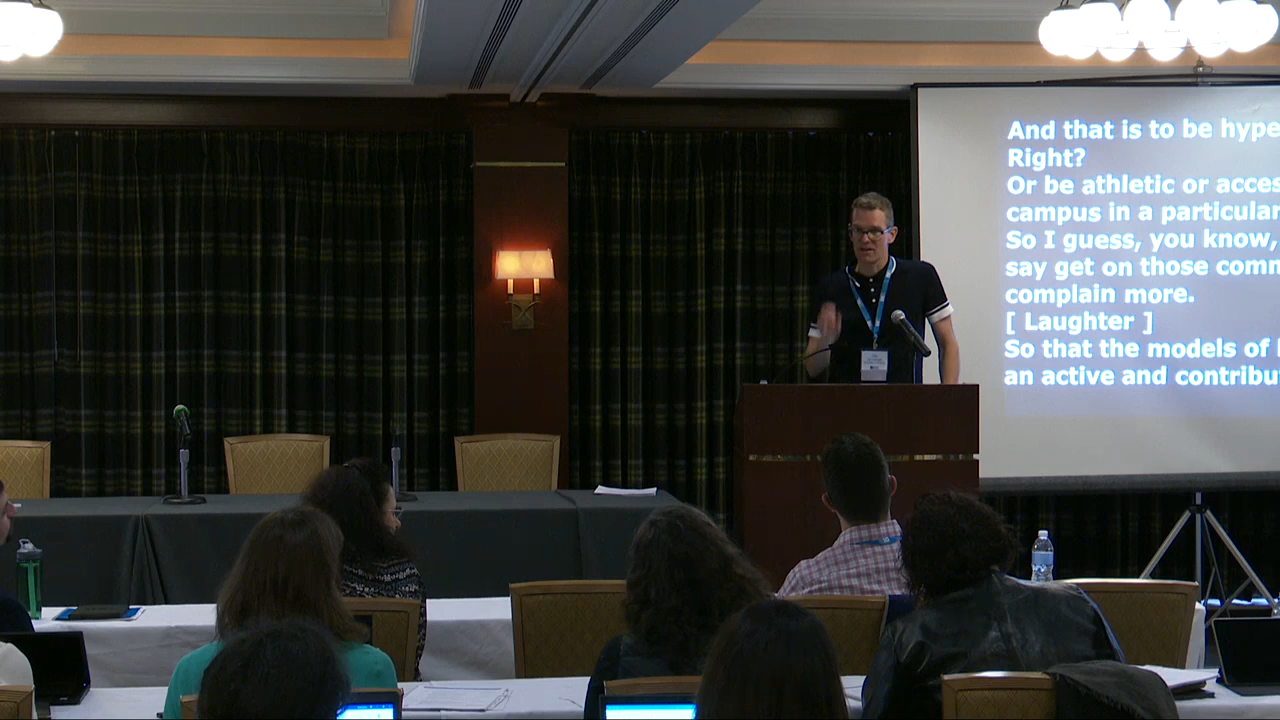 And that is to be hype
Right?
Or be athletic or acces
campus in a particular
So I guess, you know,
say get on those comm
complain more.
[ Laughter ]
So that the models of
an active and contribu